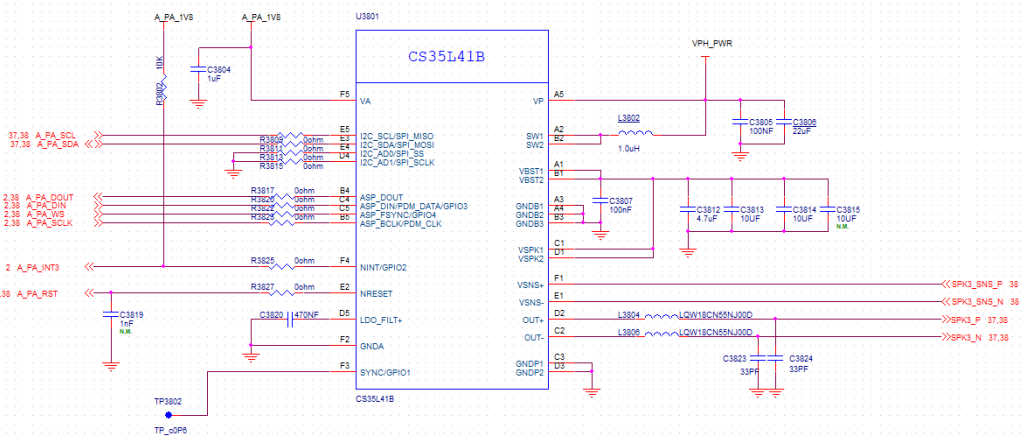 A_PA_1V8
A_PA_1V8
U3801
CS35L41B
VPH_PWR
R3802 10K
C3804
1uF
F5 VA
A5 VP
C3805
100NF
C3806
22uF
L3802
1.0uH
37,38 A_PA_SCL
37,38 A_PA_SDA
R3809 0ohm
R3811 0ohm
R3813 0ohm
R3815 0ohm
E5 I2C_SCL/SPI_MISO
E3 I2C_SDA/SPI_MOSI
E4 I2C_AD0/SPI_SS
D4 I2C_AD1/SPI_SCLK
A2 SW1
B2 SW2
A1 VBST1
B1 VBST2
2,38 A_PA_DOUT
2,38 A_PA_DIN
2,38 A_PA_WS
2,38 A_PA_SCLK
R3817 0ohm
R3820 0ohm
R3822 0ohm
R3823 0ohm
B4 ASP_DOUT
C4 ASP_DIN/PDM_DATA/GPIO3
C5 ASP_FSYNC/GPIO4
B5 ASP_BCLK/PDM_CLK
A3 GNDB1
A4 GNDB2
B3 GNDB3
C3807
100nF
C3812
4.7uF
C3813
10UF
C3814
10UF
C3815
10UF
N.M.
C1 VSPK1
D1 VSPK2
2 A_PA_INT3
R3825 0ohm
F4 NINT/GPIO2
F1 VSNS+
SPK3_SNS_P 38
,38 A_PA_RST
R3827 0ohm
E2 NRESET
E1 VSNS-
SPK3_SNS_N 38
C3819
1nF
N.M.
C3820 470NF
D5 LDO_FILT+
D2 OUT+
L3804 LQW18CN55NJ00D
SPK3_P 37,38
C2 OUT-
L3806 LQW18CN55NJ00D
SPK3_N 37,38
F2 GNDA
C3 GNDP1
D3 GNDP2
C3823
33PF
C3824
33PF
F3 SYNC/GPIO1
CS35L41B
TP3802
TP_c0P6